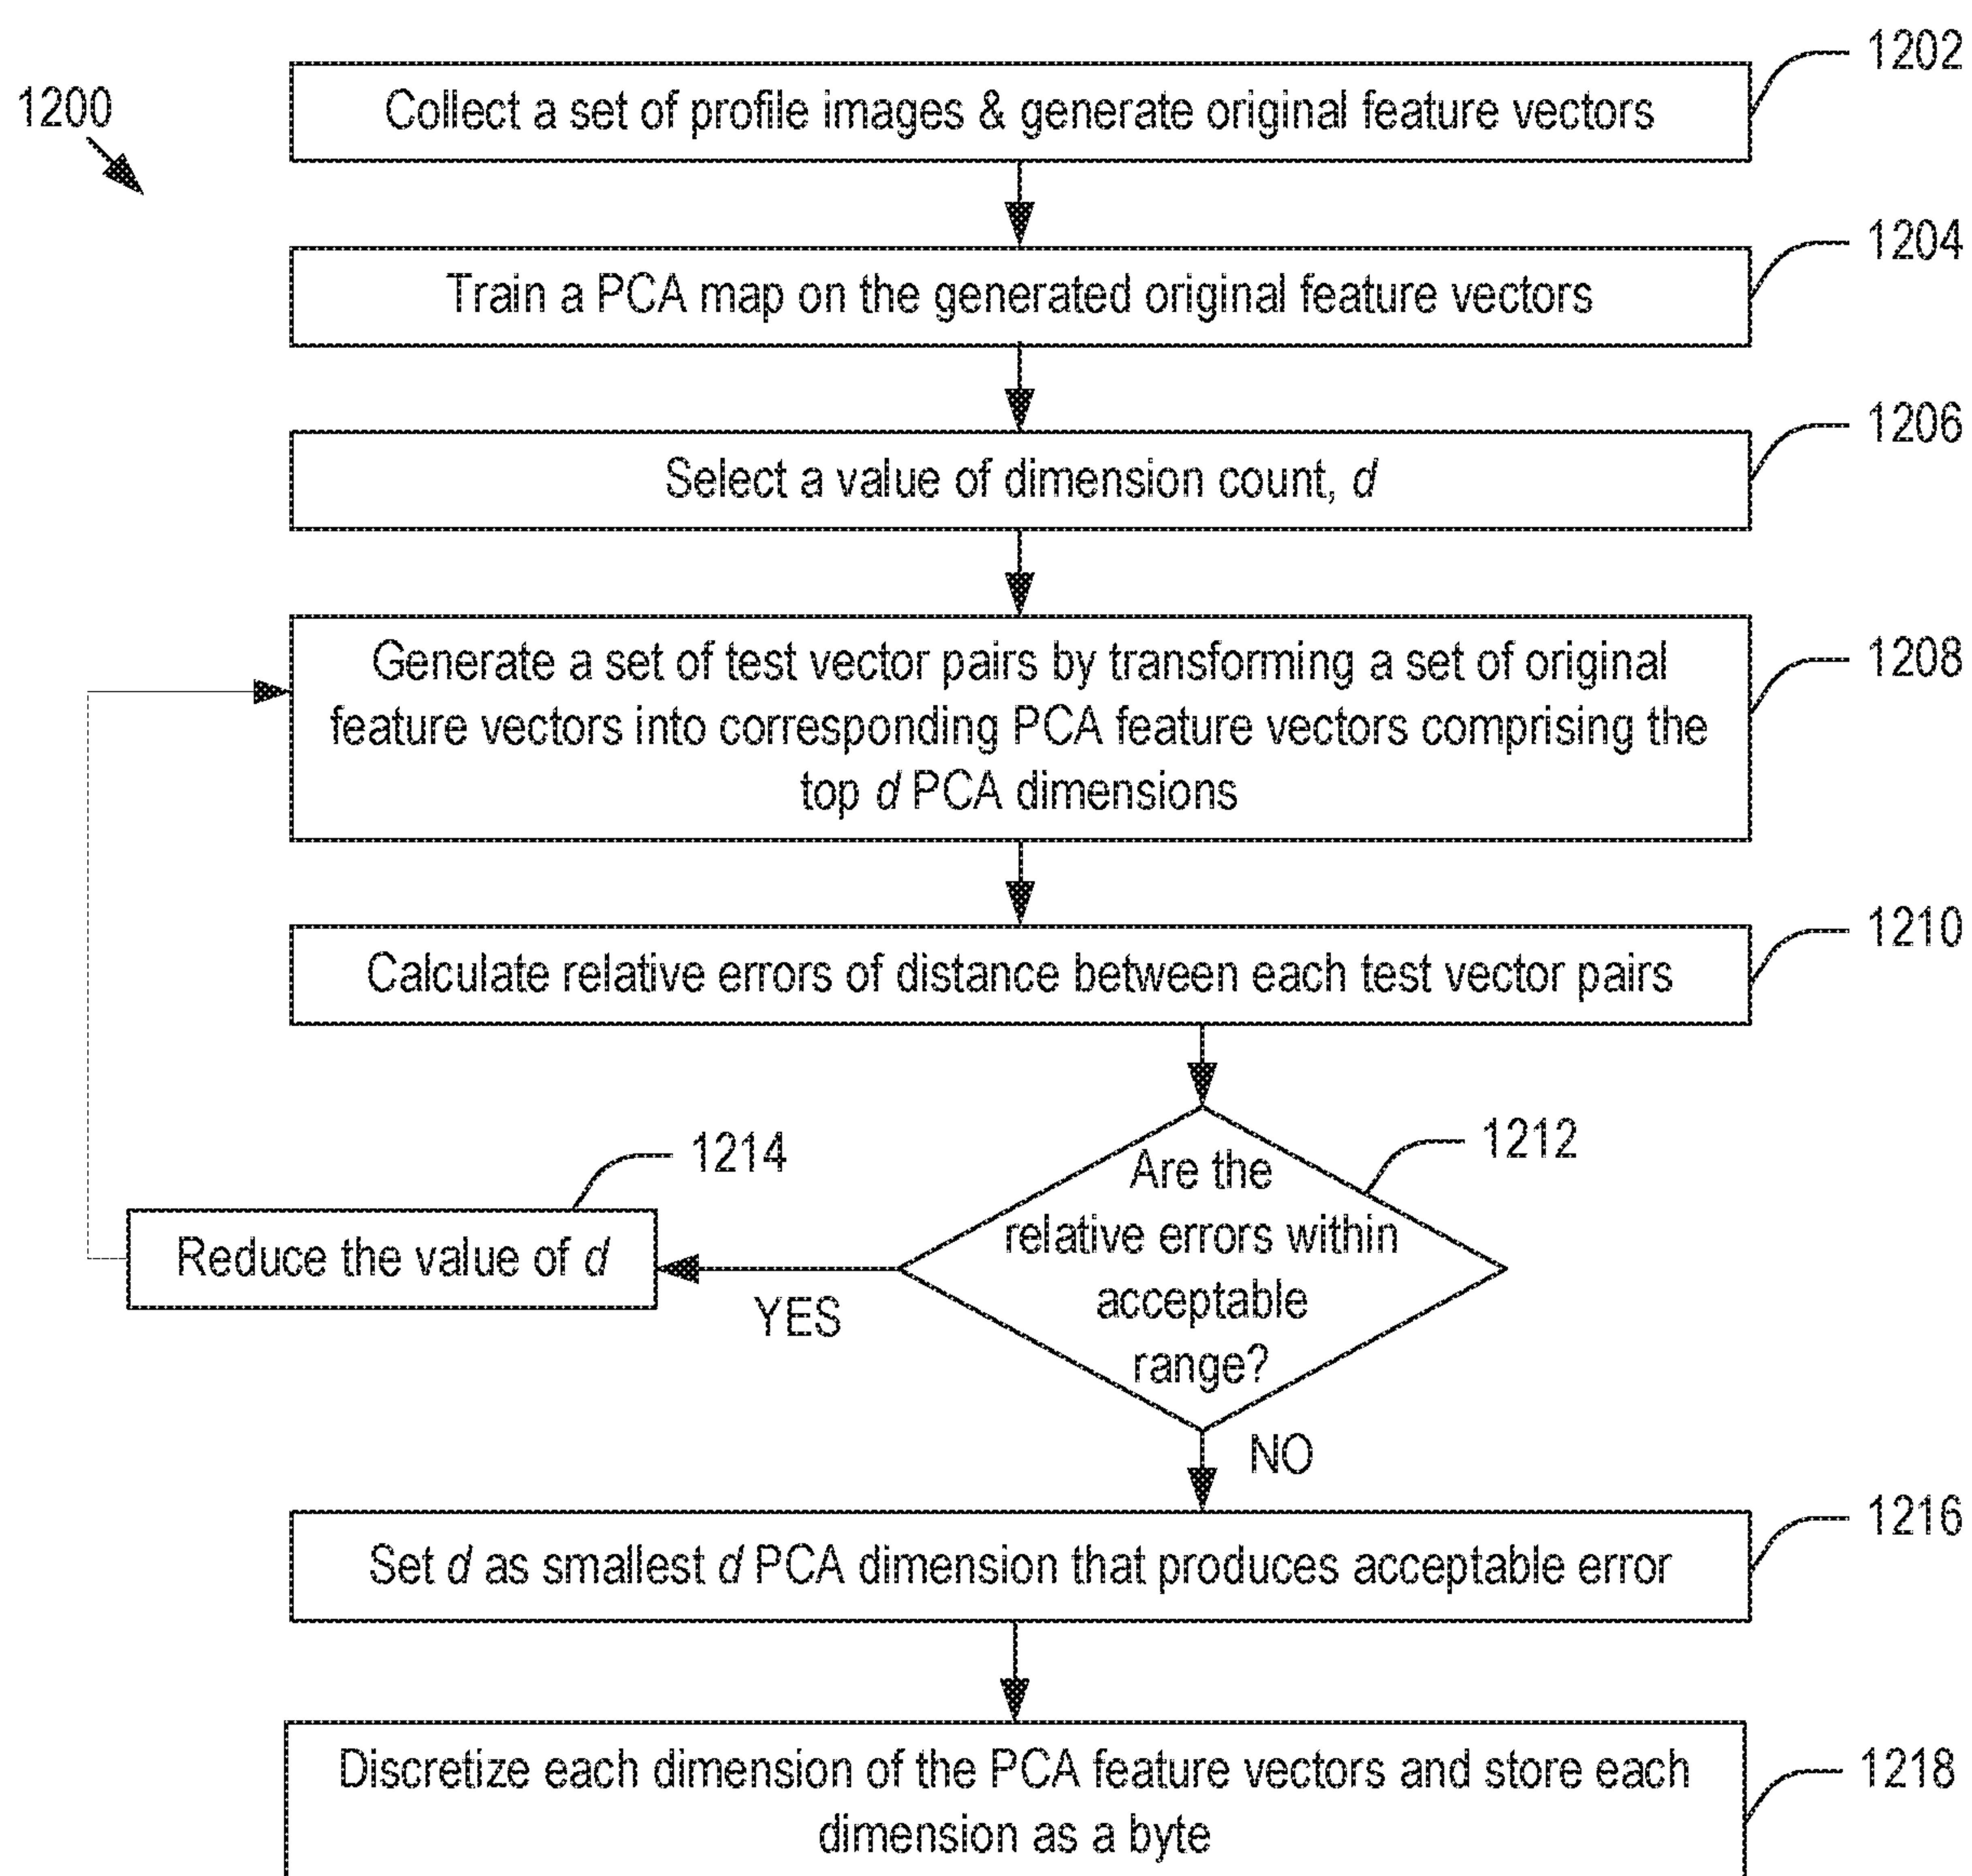 1200
Collect a set of profile images & generate original feature vectors
1202
Train a PCA map on the generated original feature vectors
1204
Select a value of dimension count, d
1206
Generate a set of test vector pairs by transforming a set of original
feature vectors into corresponding PCA feature vectors comprising the
top d PCA dimensions
1208
Calculate relative errors of distance between each test vector pairs
1210
Are the
relative errors within
acceptable
range?
1212
YES
Reduce the value of d
1214
NO
Set d as smallest d PCA dimension that produces acceptable error
1216
Discretize each dimension of the PCA feature vectors and store each
dimension as a byte
1218